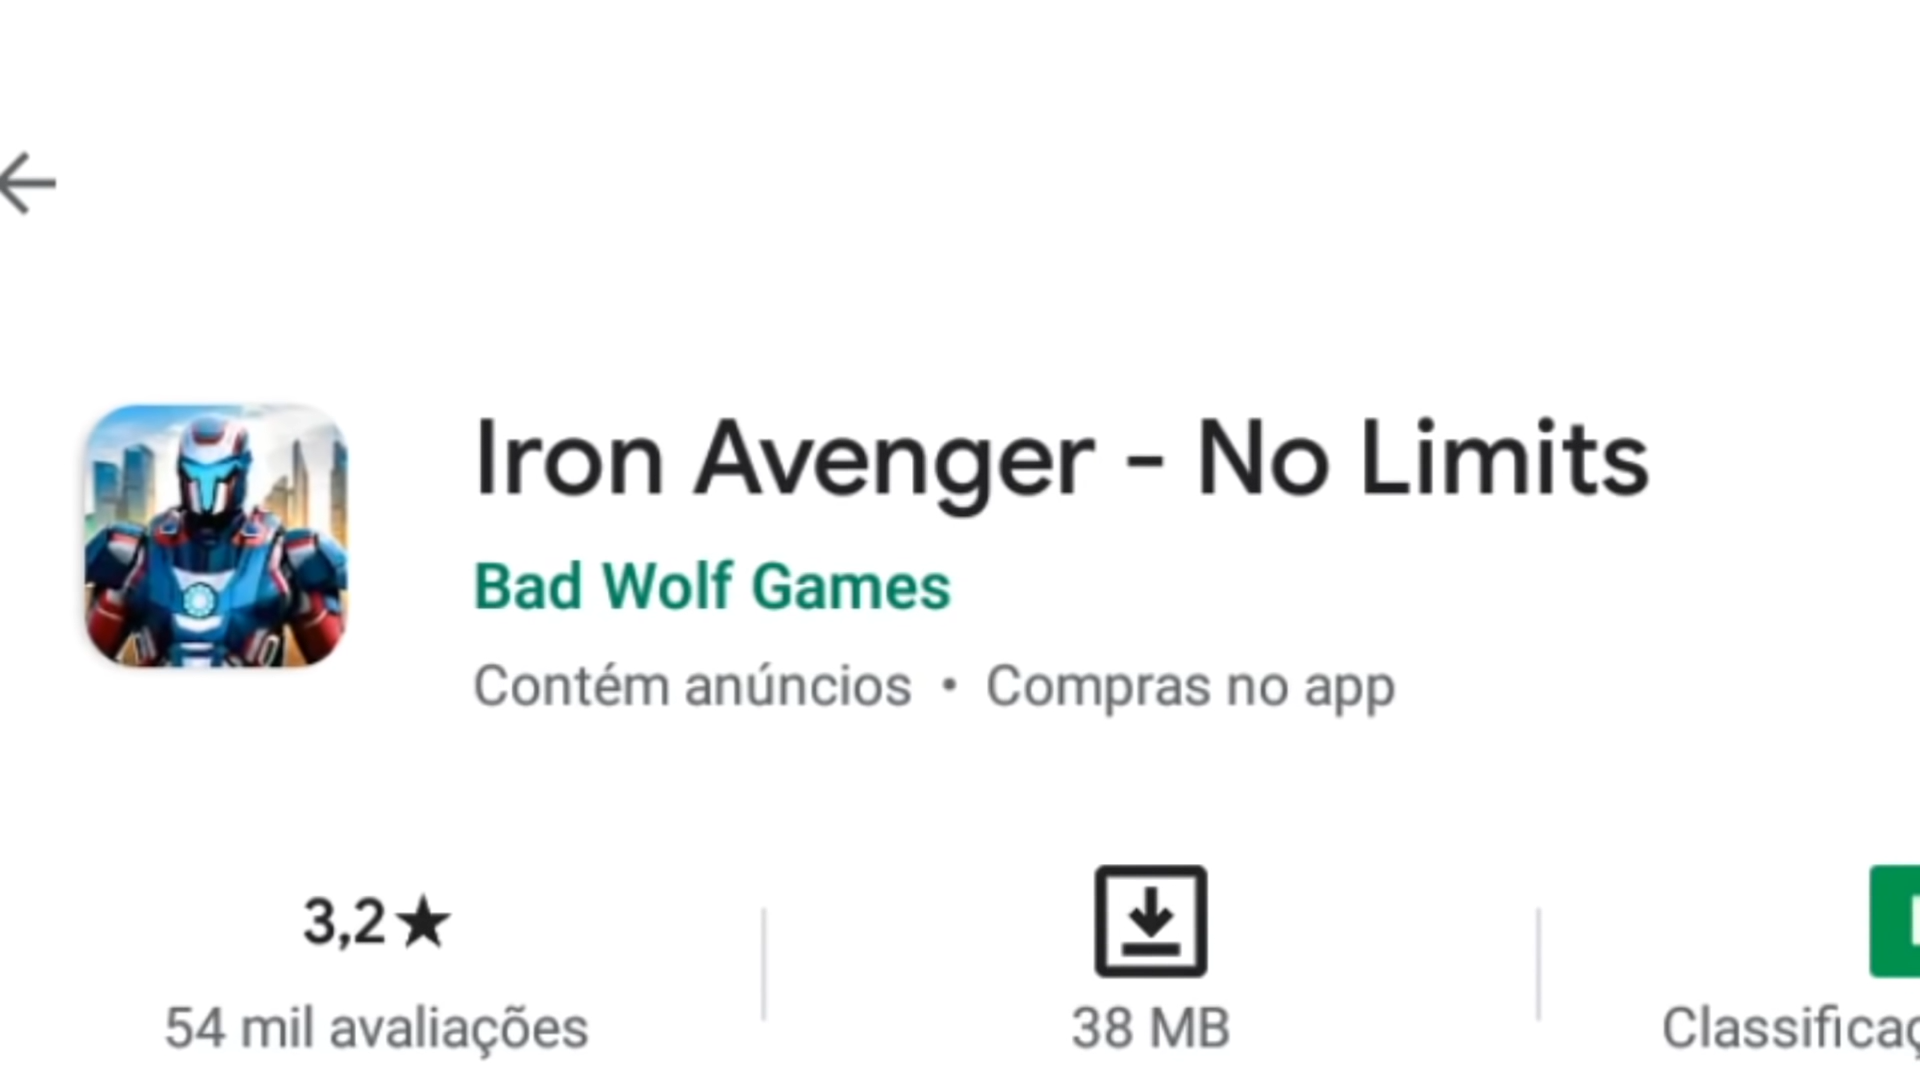 Iron Avenger - No Limits
Bad Wolf Games
Contém anúncios • Compras no app
3,2★
54 mil avaliações
38 MB